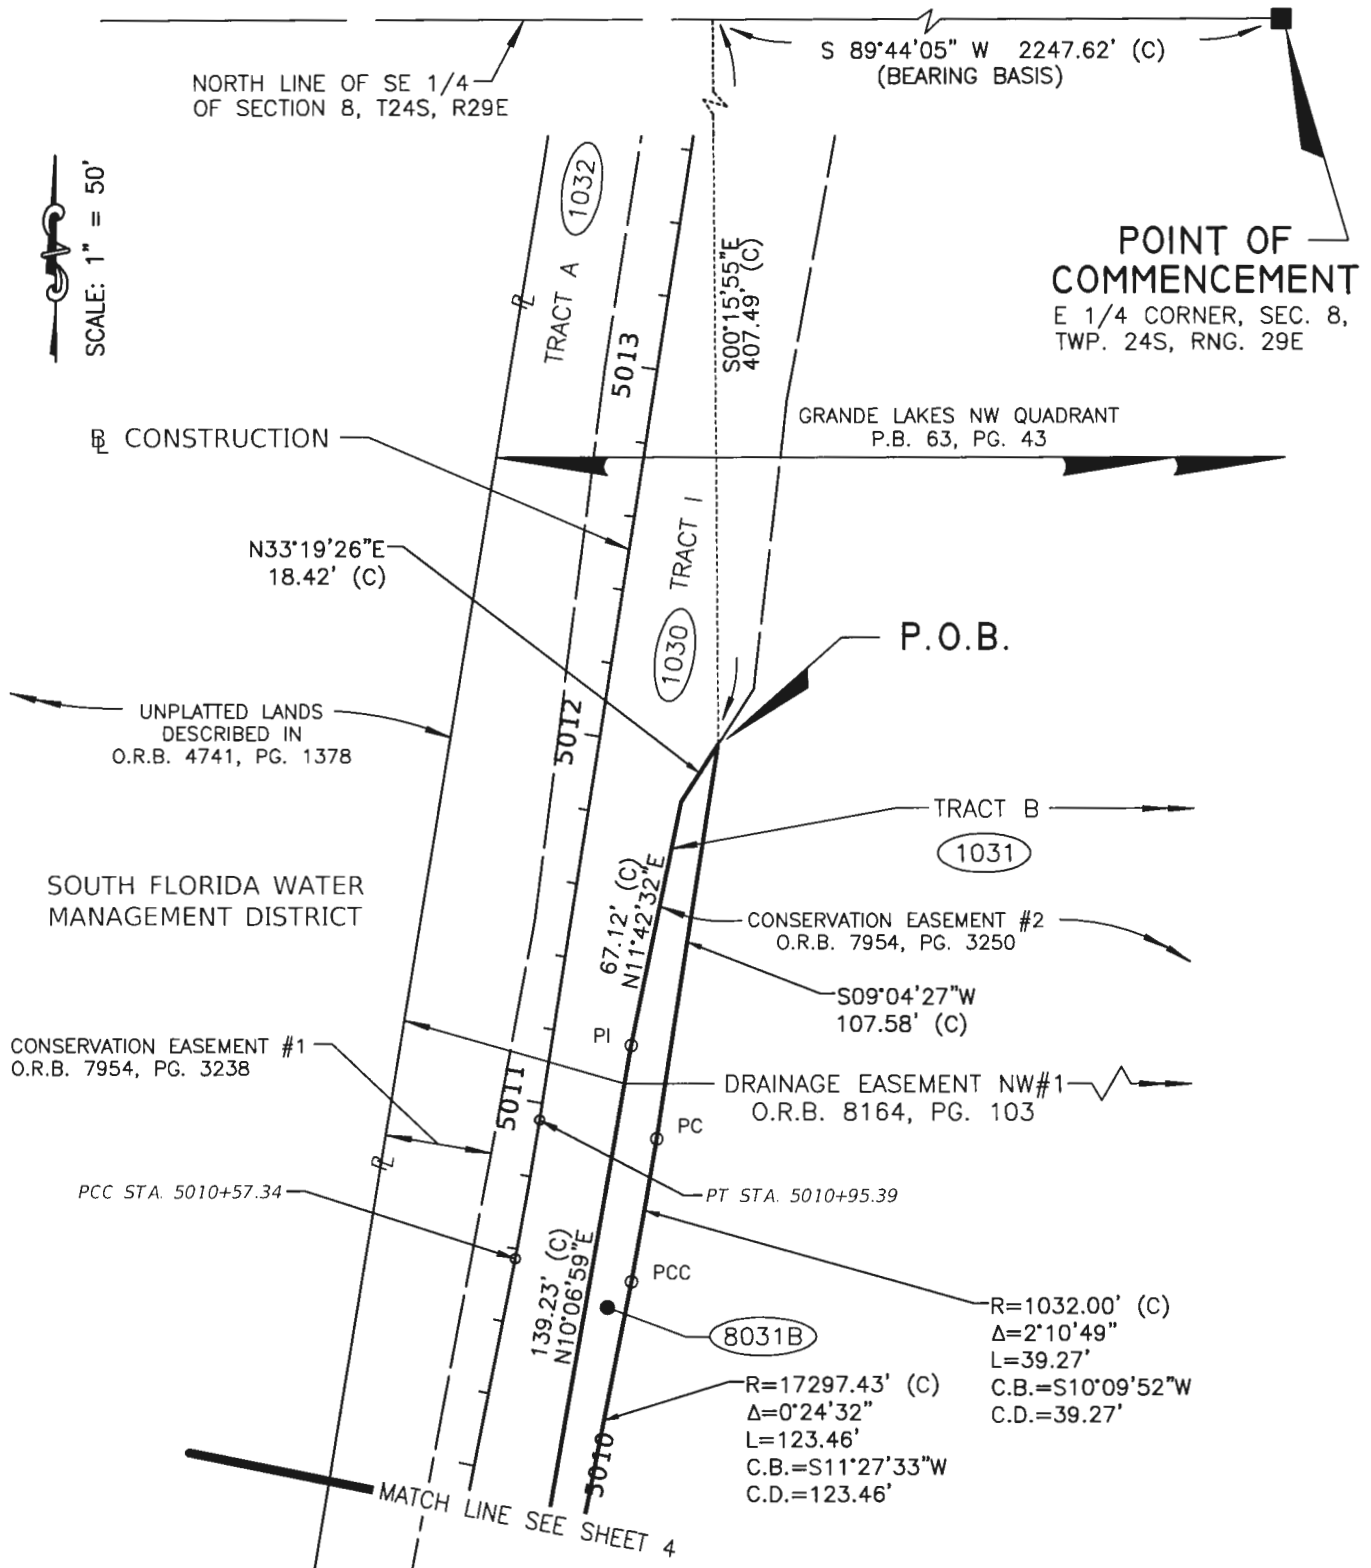 S 89°44'05" W 2247.62' (C)
(BEARING BASIS)
NORTH LINE OF SE 1/4
OF SECTION 8, T24S, R29E
SCALE: 1" = 50'
1032
TRACT A
POINT OF
COMMENCEMENT
E 1/4 CORNER, SEC. 8,
TWP. 24S, RNG. 29E
S00°15'55"E
407.49' (C)
PL
5013
GRANDE LAKES NW QUADRANT
P.B. 63, PG. 43
BL CONSTRUCTION
TRACT I
1030
N33°19'26"E
18.42' (C)
P.O.B.
UNPLATTED LANDS
DESCRIBED IN
O.R.B. 4741, PG. 1378
5012
TRACT B
1031
SOUTH FLORIDA WATER
MANAGEMENT DISTRICT
67.12' (C)
N11°42'32"E
CONSERVATION EASEMENT #2
O.R.B. 7954, PG. 3250
S09°04'27"W
107.58' (C)
PI
CONSERVATION EASEMENT #1
O.R.B. 7954, PG. 3238
5011
DRAINAGE EASEMENT NW#1
O.R.B. 8164, PG. 103
PC
PL
PCC STA. 5010+57.34
PT STA. 5010+95.39
139.23' (C)
N10°06'59"E
PCC
8031B
R=1032.00' (C)
Δ=2°10'49"
L=39.27'
C.B.=S10°09'52"W
C.D.=39.27'
R=17297.43' (C)
Δ=0°24'32"
L=123.46'
C.B.=S11°27'33"W
C.D.=123.46'
5010
MATCH LINE SEE SHEET 4